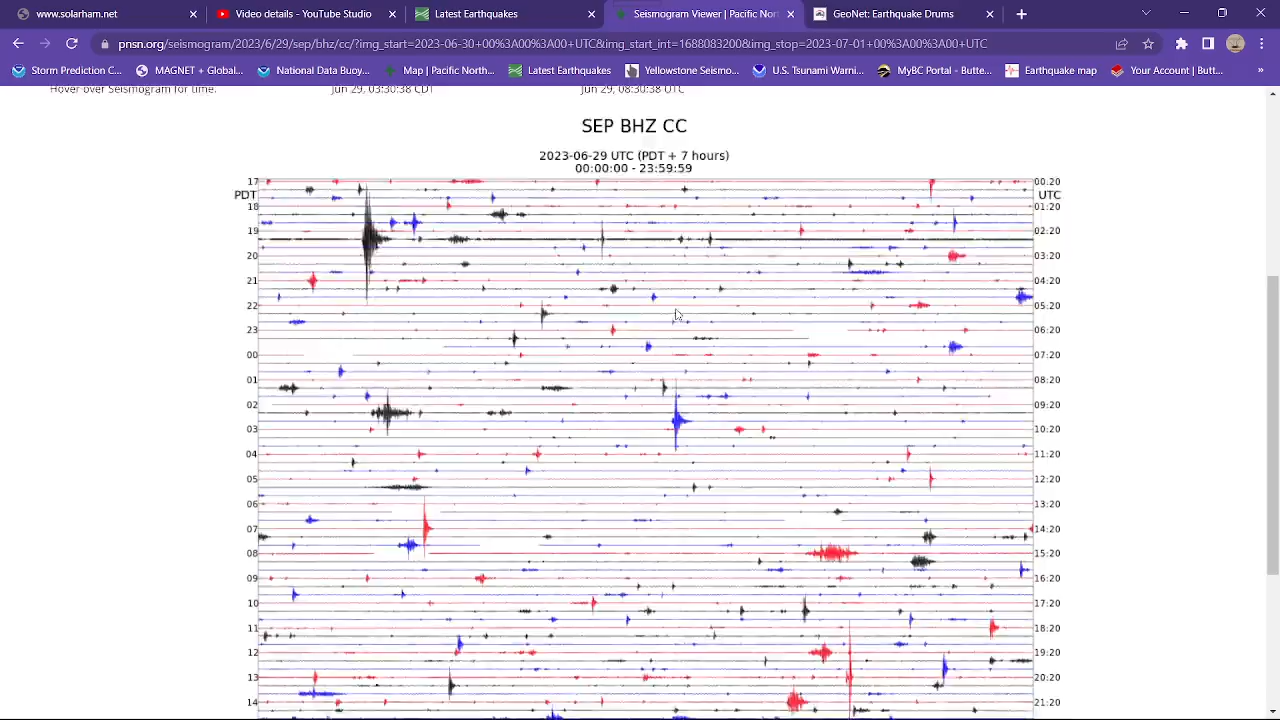 www.solarham.net
Video details - YouTube Studio
Latest Earthquakes
Seismogram Viewer | Pacific Nort
GeoNet: Earthquake Drums
pnsn.org/seismogram/2023/6/29/sep/bhz/cc/?img_start=2023-06-30+00%3A00%3A00+UTC&img_start_int=1688083200&img_stop=2023-07-01+00%3A00%3A00+UTC
Storm Prediction C...
MAGNET + Global...
National Data Buoy...
Map | Pacific North...
Latest Earthquakes
Yellowstone Seismo...
U.S. Tsunami Warni...
MyBC Portal - Butte...
Earthquake map
Your Account | Butt...
»
Hover over Seismogram for time.
Jun 29, 03:30:38 CDT
Jun 29, 08:30:38 UTC
SEP BHZ CC
2023-06-29 UTC (PDT + 7 hours)
00:00:00 - 23:59:59
17 00:20
PDT UTC
18 01:20
19 02:20
20 03:20
21 04:20
22 05:20
23 06:20
00 07:20
01 08:20
02 09:20
03 10:20
04 11:20
05 12:20
06 13:20
07 14:20
08 15:20
09 16:20
10 17:20
11 18:20
12 19:20
13 20:20
14 21:20